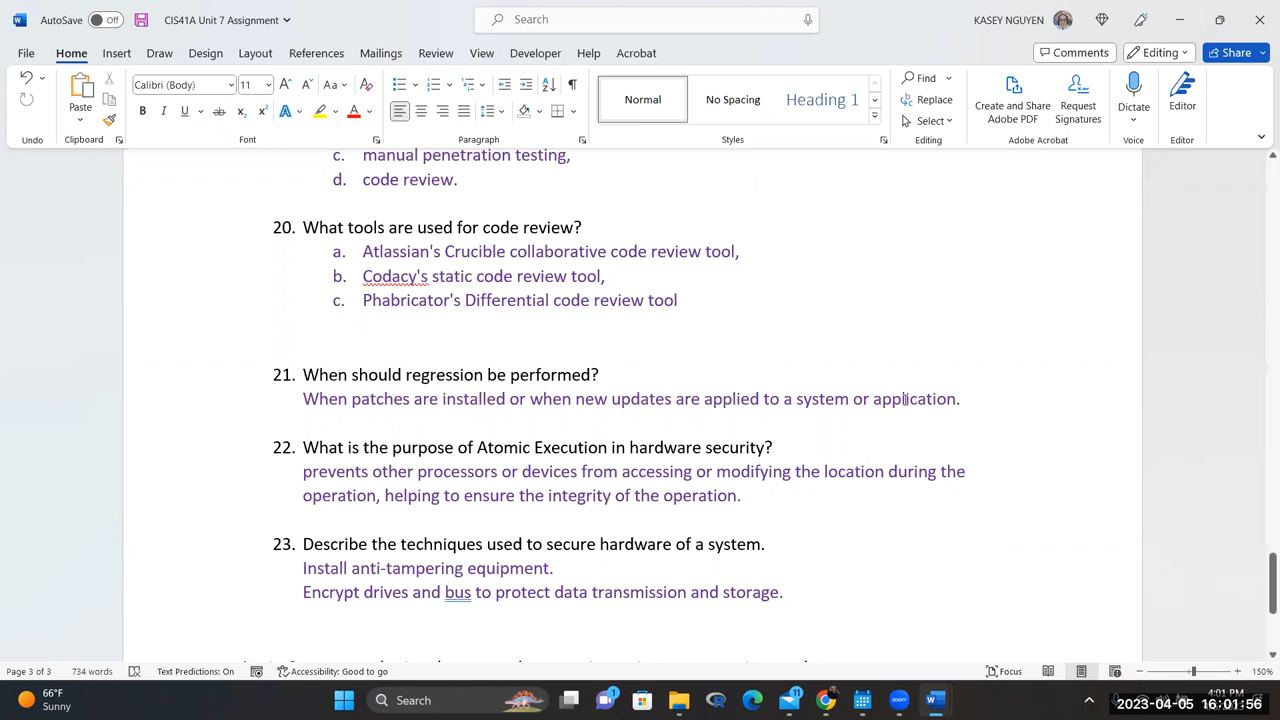 AutoSave Off CIS41A Unit 7 Assignment Search KASEY NGUYEN
File Home Insert Draw Design Layout References Mailings Review View Developer Help Acrobat Comments Editing Share
Calibri (Body) 11 Aa Find
Paste Normal No Spacing Heading 1 Replace Create and Share Adobe PDF Request Signatures Dictate Editor
B I U ab x₂ x² A A Select
Undo Clipboard Font Paragraph Styles Editing Adobe Acrobat Voice Editor
c. manual penetration testing,
d. code review.
20. What tools are used for code review?
a. Atlassian's Crucible collaborative code review tool,
b. Codacy's static code review tool,
c. Phabricator's Differential code review tool
21. When should regression be performed?
When patches are installed or when new updates are applied to a system or application.
22. What is the purpose of Atomic Execution in hardware security?
prevents other processors or devices from accessing or modifying the location during the
operation, helping to ensure the integrity of the operation.
23. Describe the techniques used to secure hardware of a system.
Install anti-tampering equipment.
Encrypt drives and bus to protect data transmission and storage.
Page 3 of 3 734 words Text Predictions: On Accessibility: Good to go Focus 150%
66°F
Sunny
Search
1
11
4:01 PM
2023-04-05 16:01:56